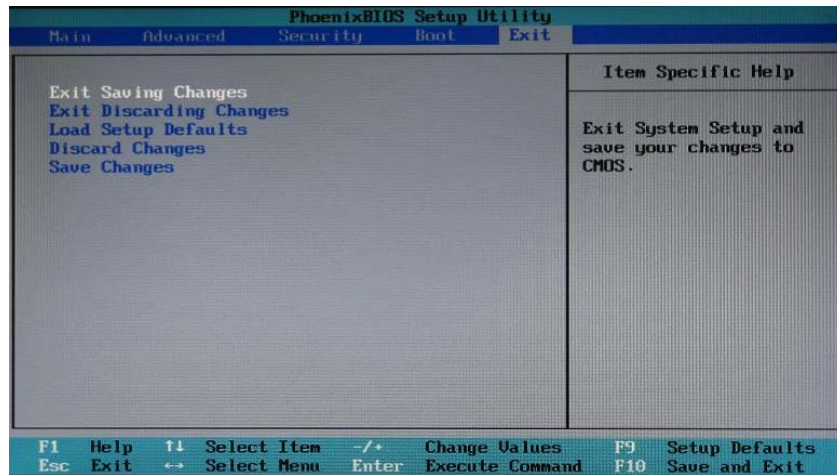 PhoenixBIOS Setup Utility
Main Advanced Security Boot Exit
Item Specific Help
Exit Saving Changes
Exit Discarding Changes
Load Setup Defaults
Discard Changes
Save Changes
Exit System Setup and
save your changes to
CMOS.
F1 Help ↑↓ Select Item -/+ Change Values F9 Setup Defaults
Esc Exit ↔ Select Menu Enter Execute Command F10 Save and Exit